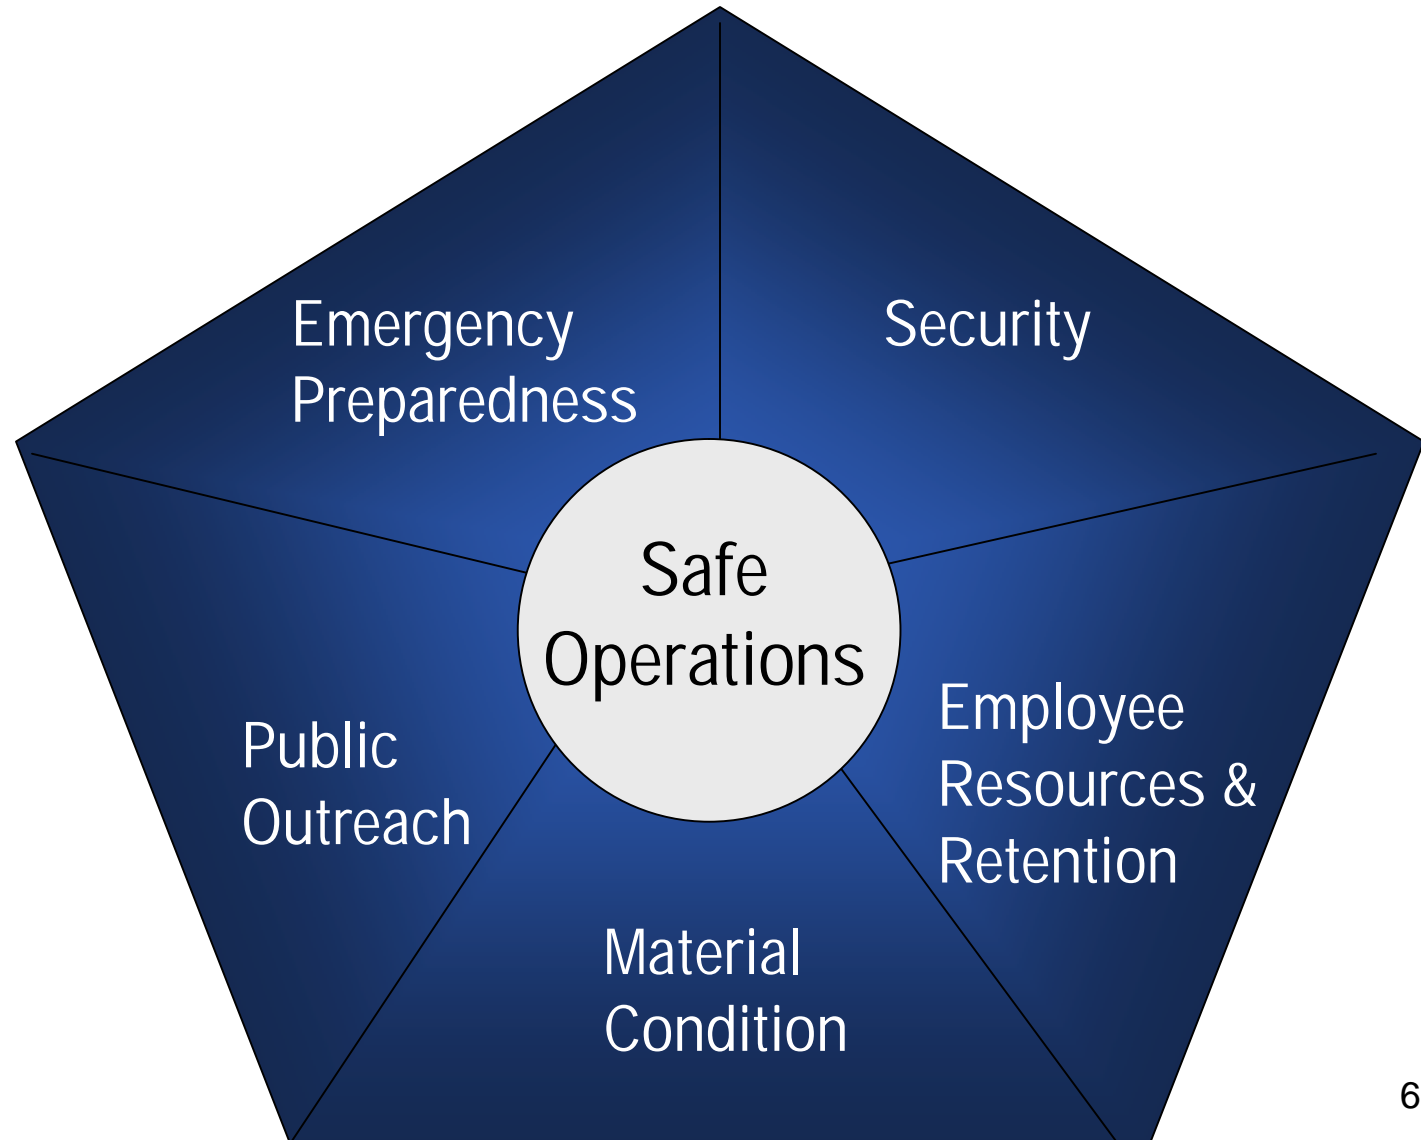 Emergency
Preparedness
Security
Safe
Operations
Public
Outreach
Employee
Resources &
Retention
Material
Condition
6